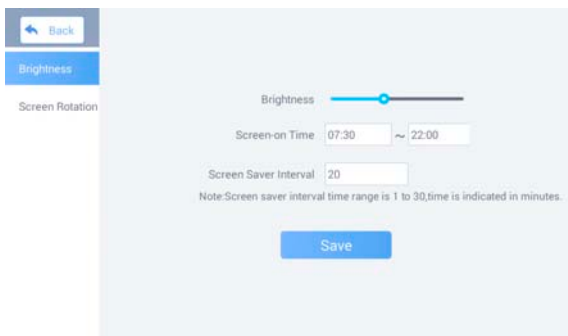 Back
Brightness
Screen Rotation
Brightness
Screen-on Time 07:30 ~ 22:00
Screen Saver Interval 20
Note:Screen saver interval time range is 1 to 30,time is indicated in minutes.
Save